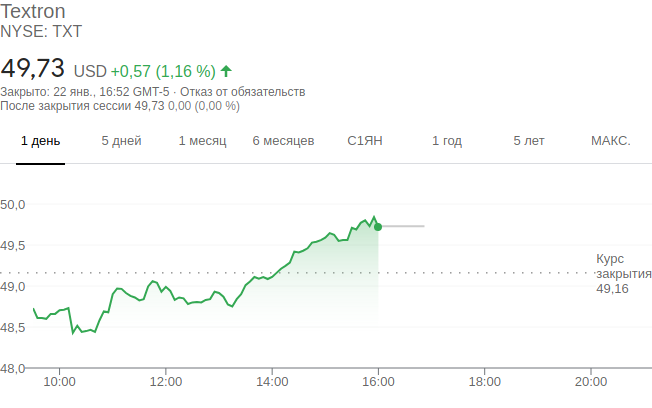 Textron
NYSE: TXT
49,73 USD +0,57 (1,16 %)
Закрыто: 22 янв., 16:52 GMT-5 · Отказ от обязательств
После закрытия сессии 49,73 0,00 (0,00 %)
1 день 5 дней 1 месяц 6 месяцев С1ЯН 1 год 5 лет МАКС.
50,0
49,5
Курс
закрытия
49,16
49,0
48,5
48,0
10:00 12:00 14:00 16:00 18:00 20:00